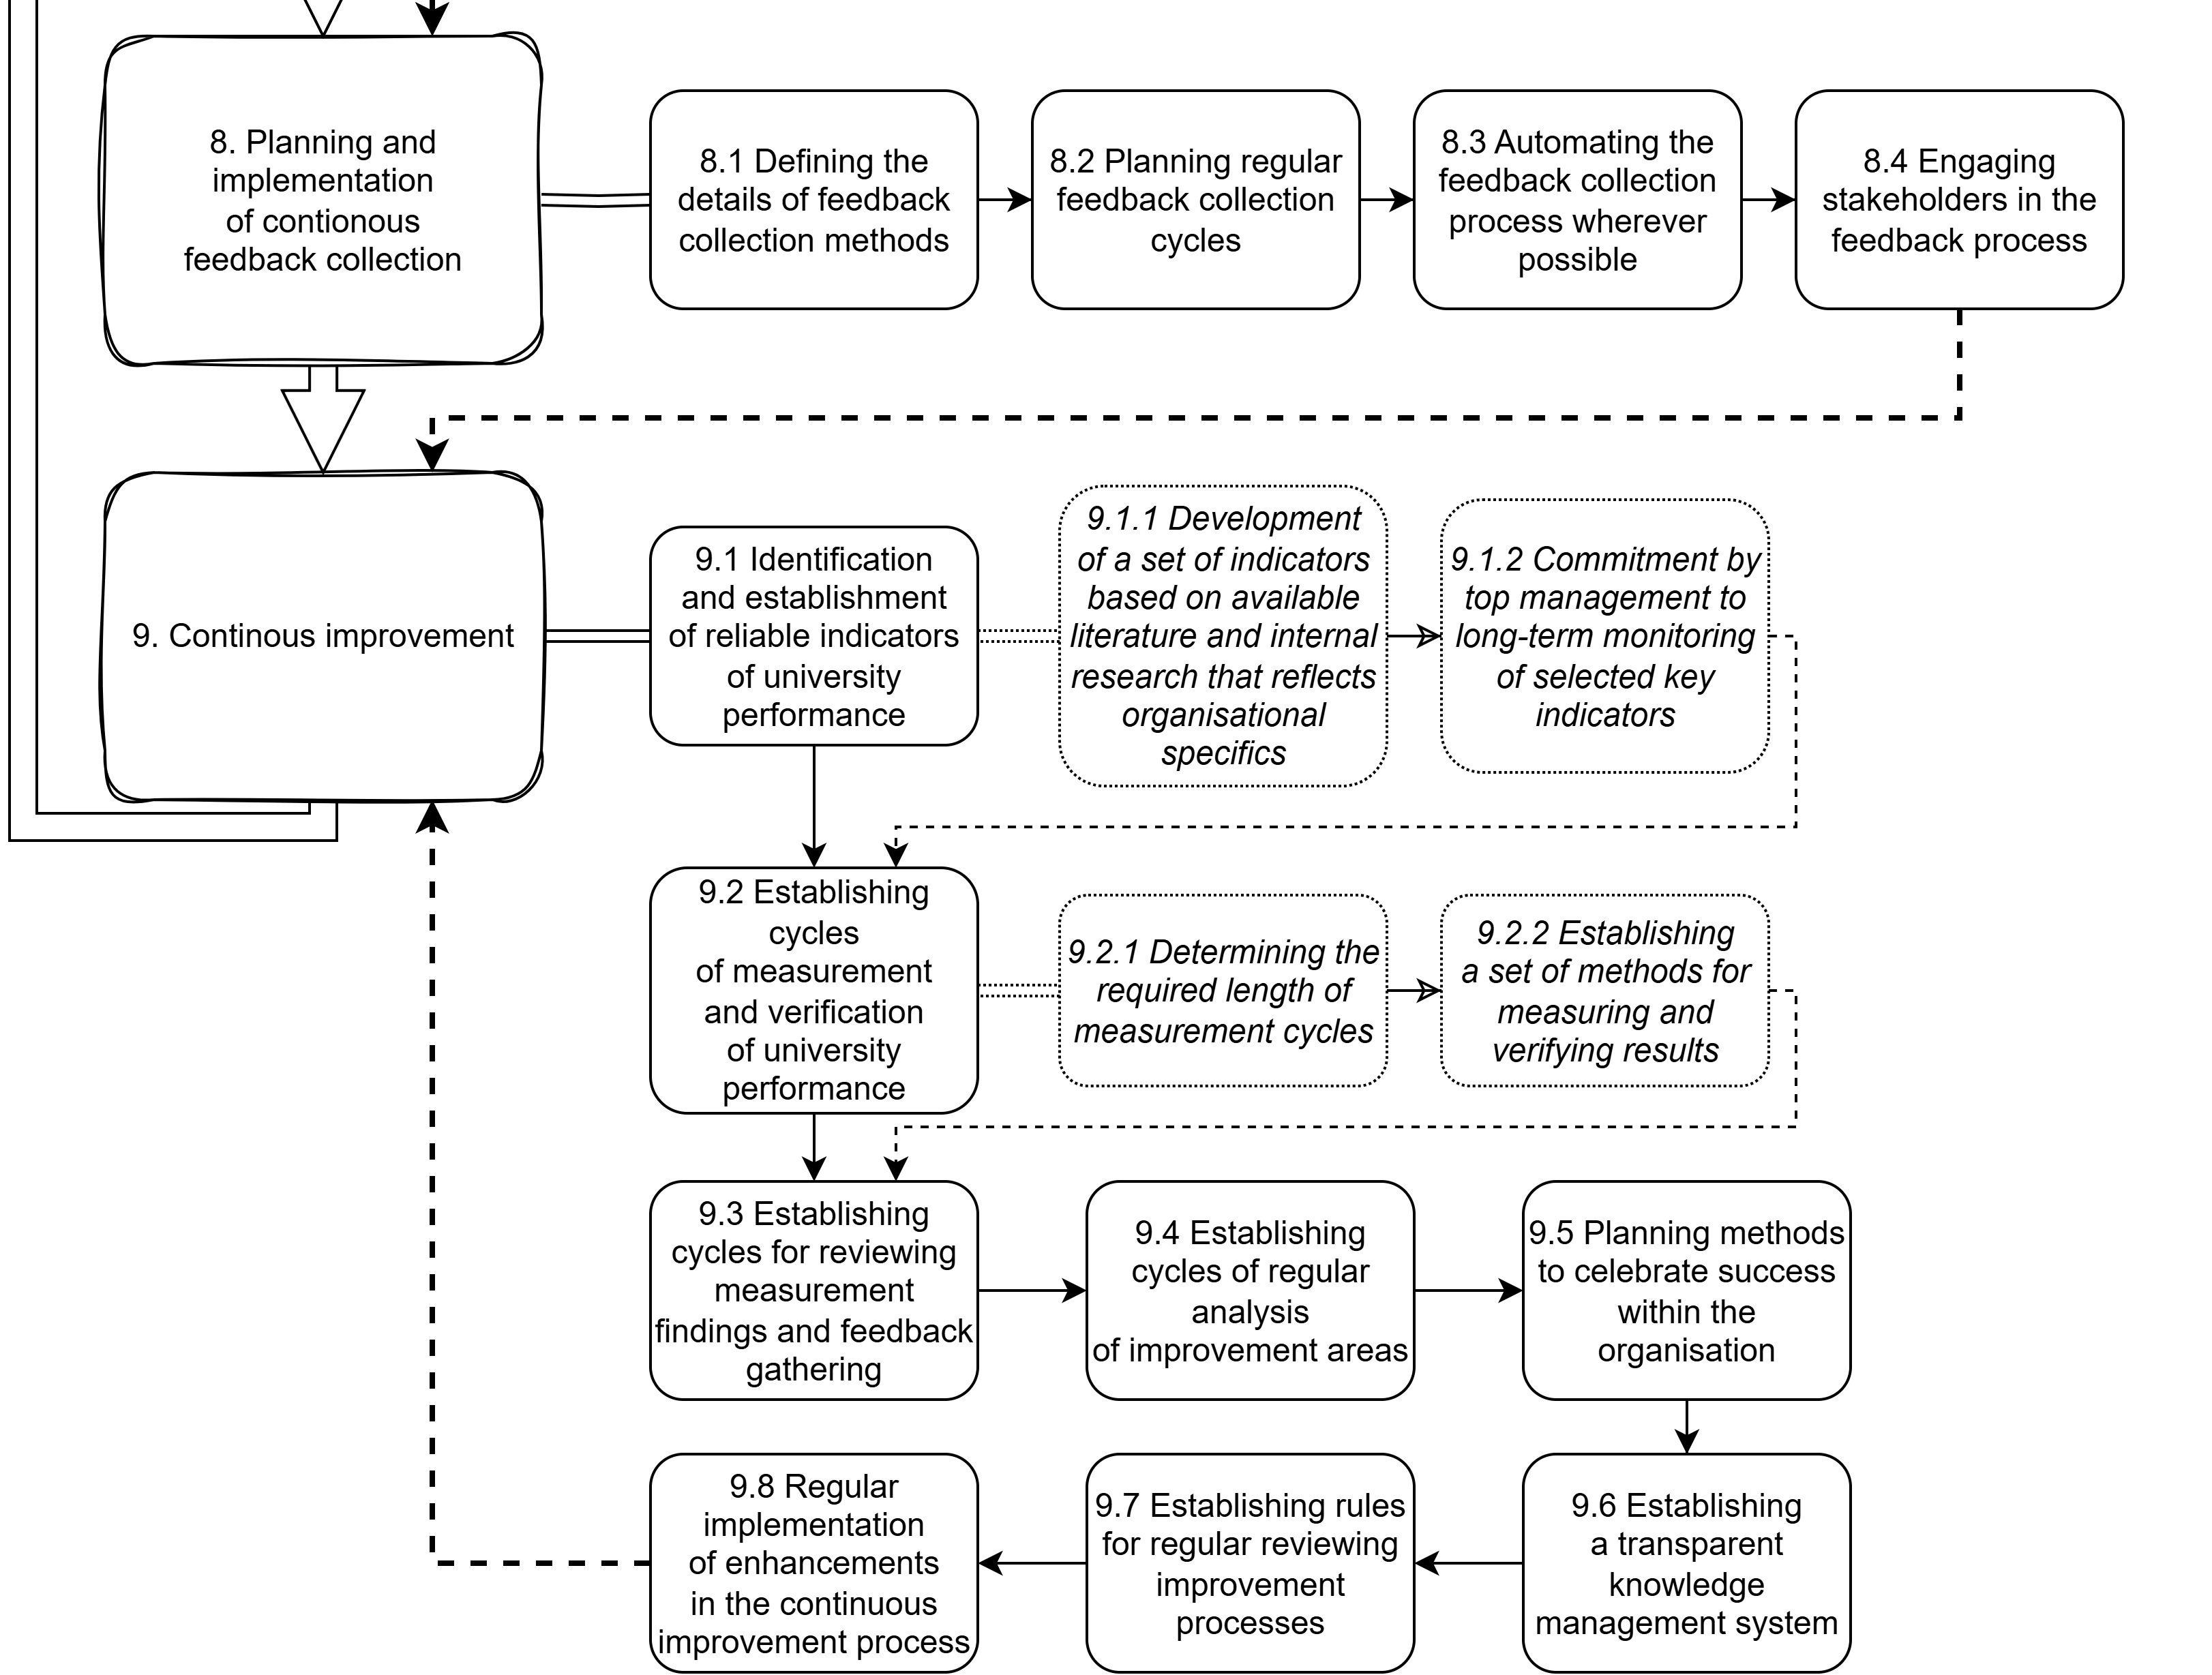 8. Planning and
implementation
of contionous
feedback collection
8.1 Defining the
details of feedback
collection methods
8.2 Planning regular
feedback collection
cycles
8.3 Automating the
feedback collection
process wherever
possible
8.4 Engaging
stakeholders in the
feedback process
9. Continous improvement
9.1 Identification
and establishment
of reliable indicators
of university
performance
9.1.1 Development
of a set of indicators
based on available
literature and internal
research that reflects
organisational
specifics
9.1.2 Commitment by
top management to
long-term monitoring
of selected key
indicators
9.2 Establishing
cycles
of measurement
and verification
of university
performance
9.2.1 Determining the
required length of
measurement cycles
9.2.2 Establishing
a set of methods for
measuring and
verifying results
9.3 Establishing
cycles for reviewing
measurement
findings and feedback
gathering
9.4 Establishing
cycles of regular
analysis
of improvement areas
9.5 Planning methods
to celebrate success
within the
organisation
9.8 Regular
implementation
of enhancements
in the continuous
improvement process
9.7 Establishing rules
for regular reviewing
improvement
processes
9.6 Establishing
a transparent
knowledge
management system